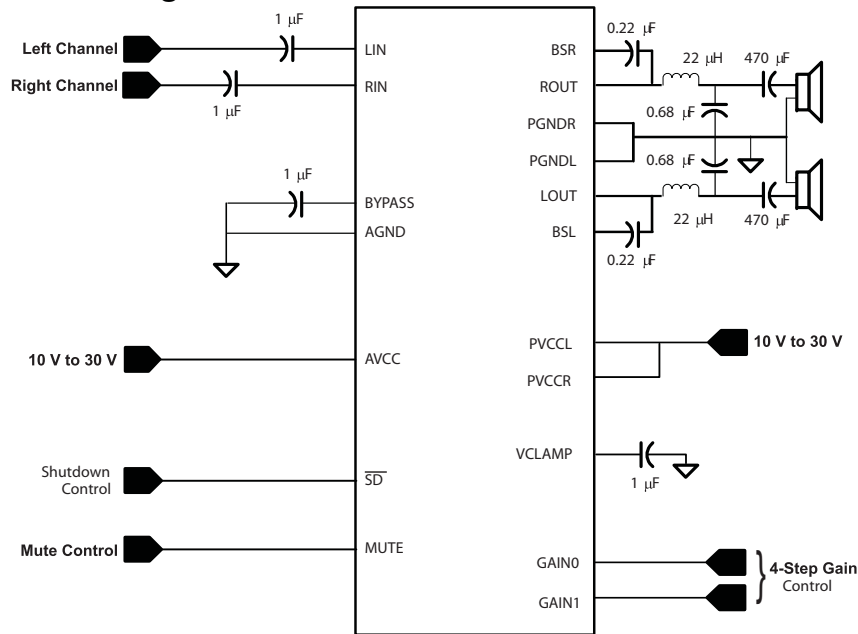 1 µF
Left Channel
LIN
Right Channel
RIN
1 µF
1 µF
BYPASS
AGND
10 V to 30 V
AVCC
Shutdown
Control
SD
Mute Control
MUTE
0.22 µF
BSR
22 µH
470 µF
ROUT
0.68 µF
PGNDR
PGNDL
0.68 µF
LOUT
22 µH
470 µF
BSL
0.22 µF
PVCCL
10 V to 30 V
PVCCR
VCLAMP
1 µF
GAIN0
4-Step Gain
Control
GAIN1